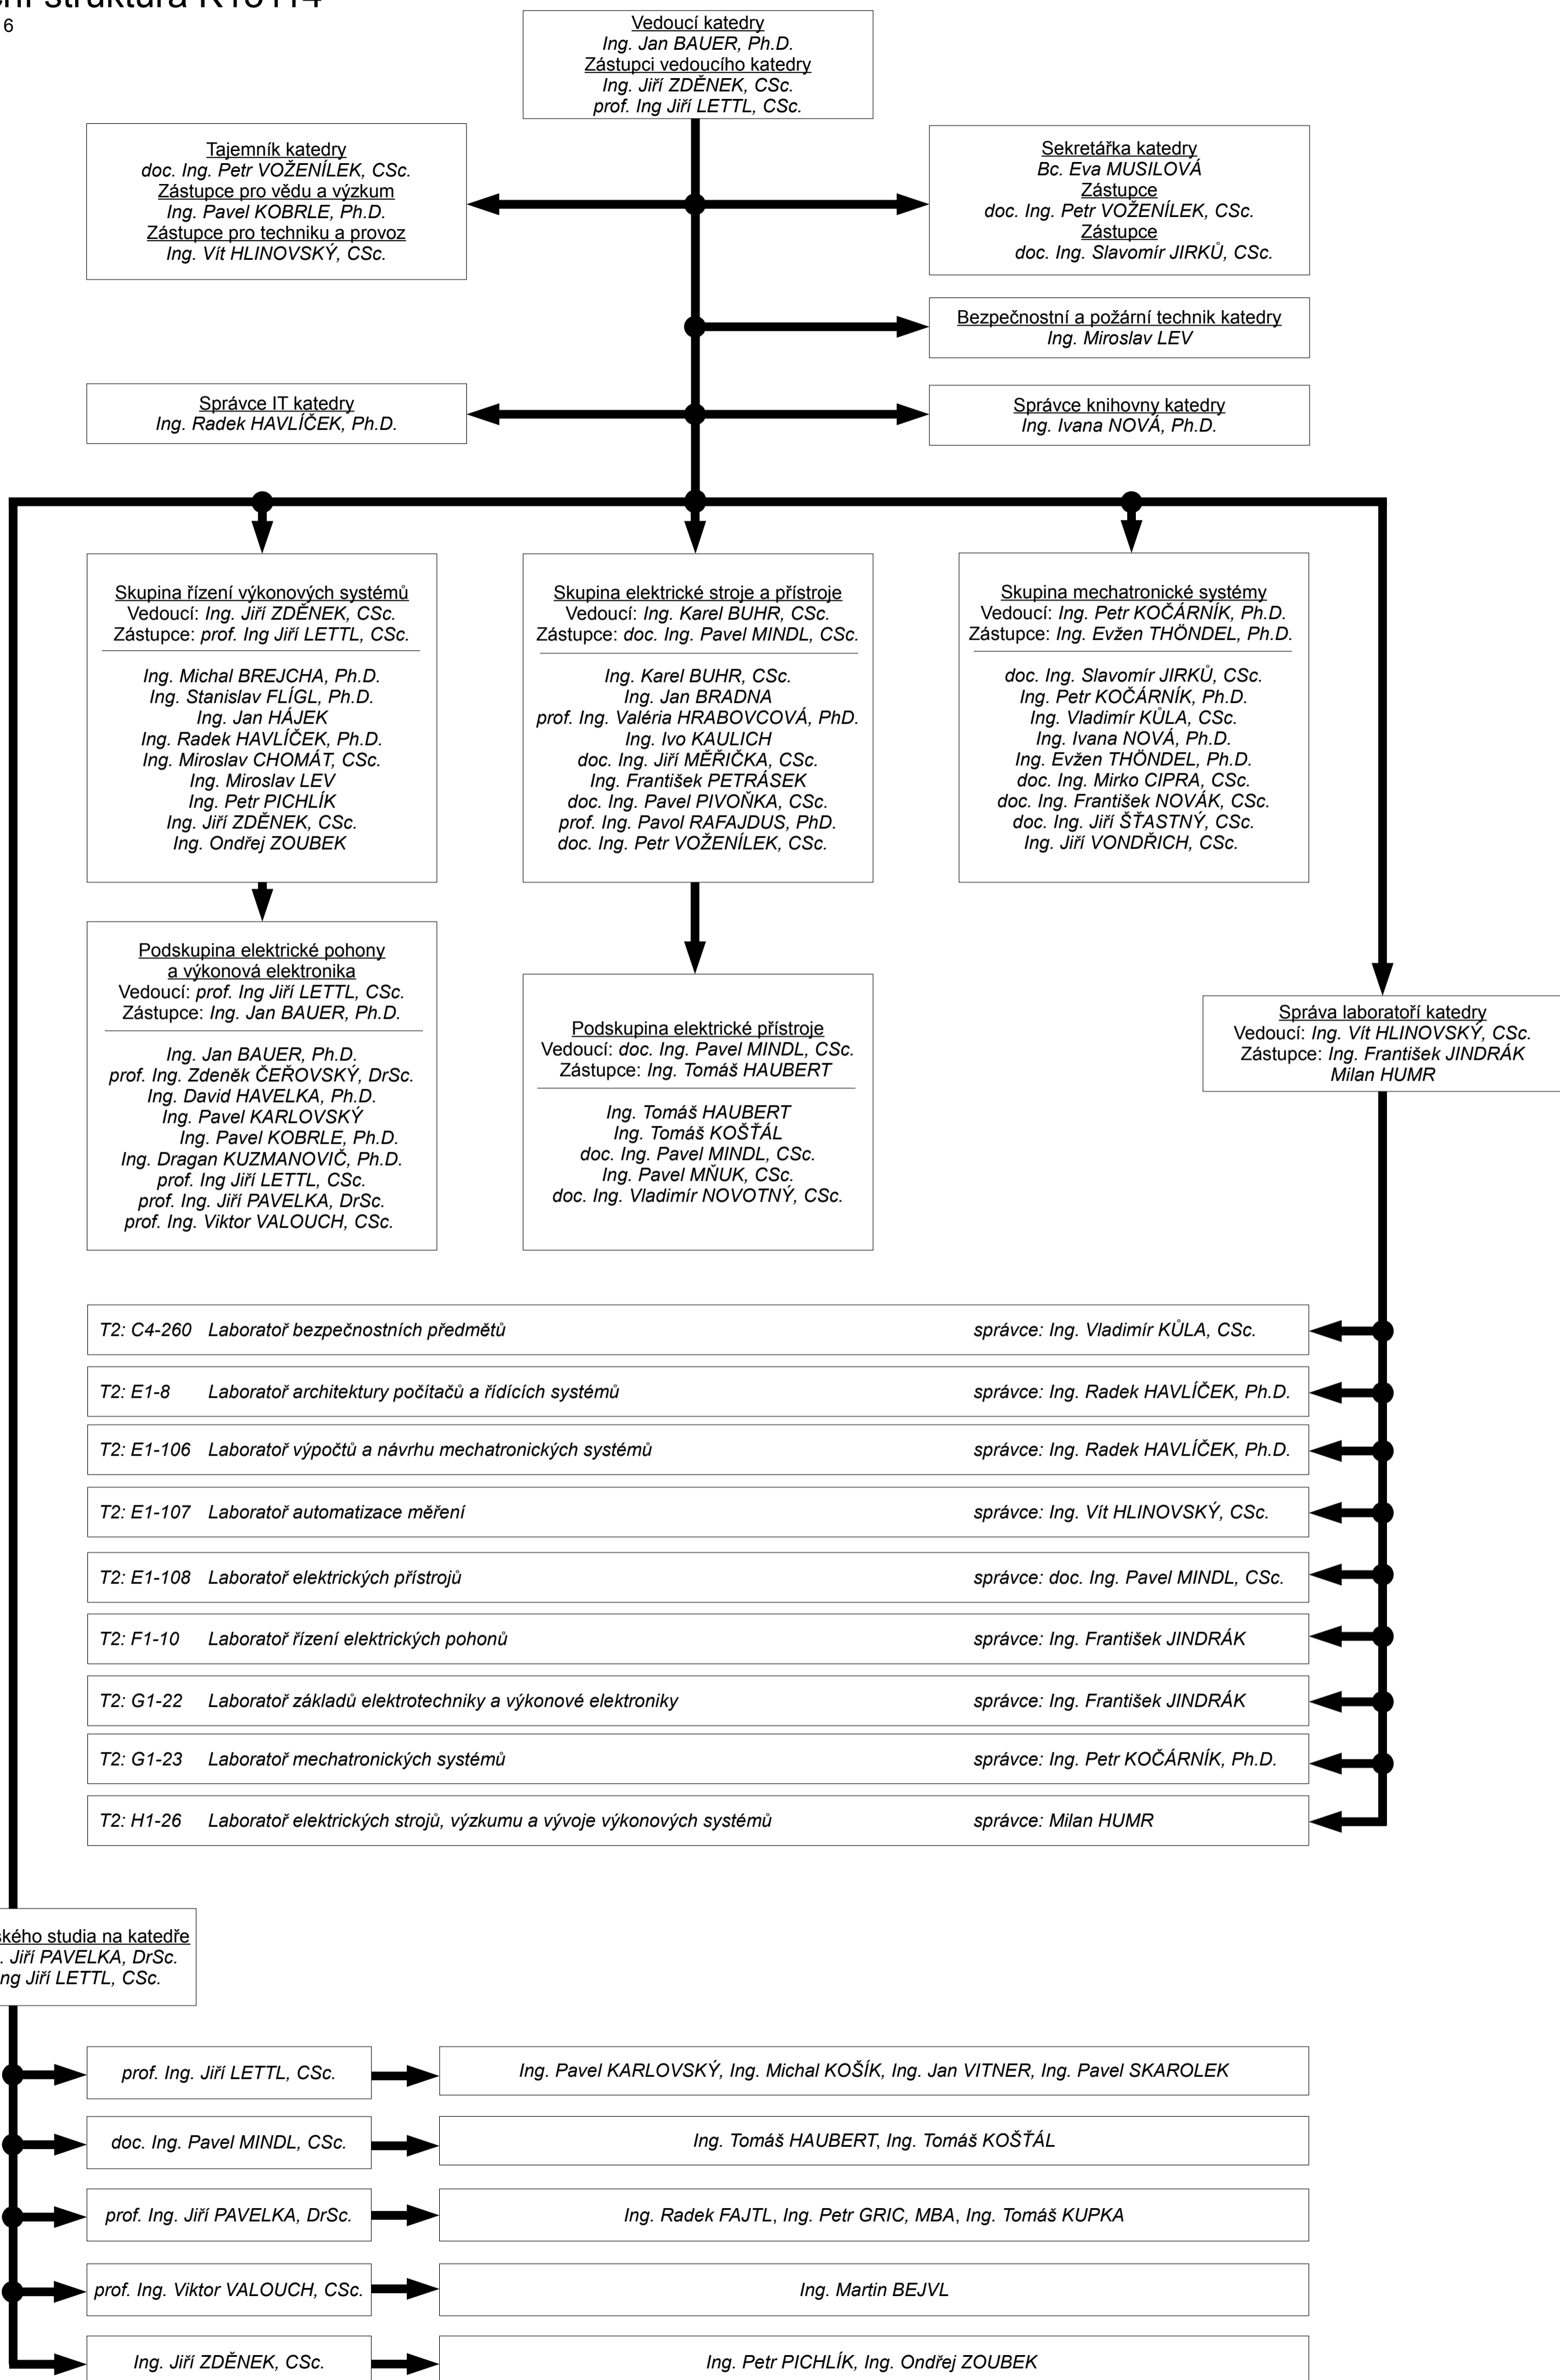 struktura K13114
6
Vedoucí katedry
Ing. Jan BAUER, Ph.D.
Zástupci vedoucího katedry
Ing. Jiří ZDĚNEK, CSc.
prof. Ing Jiří LETTL, CSc.
Tajemník katedry
doc. Ing. Petr VOŽENÍLEK, CSc.
Zástupce pro vědu a výzkum
Ing. Pavel KOBRLE, Ph.D.
Zástupce pro techniku a provoz
Ing. Vít HLINOVSKÝ, CSc.
Sekretářka katedry
Bc. Eva MUSILOVÁ
Zástupce
doc. Ing. Petr VOŽENÍLEK, CSc.
Zástupce
doc. Ing. Slavomír JIRKŮ, CSc.
Bezpečnostní a požární technik katedry
Ing. Miroslav LEV
Správce IT katedry
Ing. Radek HAVLÍČEK, Ph.D.
Správce knihovny katedry
Ing. Ivana NOVÁ, Ph.D.
Skupina řízení výkonových systémů
Vedoucí: Ing. Jiří ZDĚNEK, CSc.
Zástupce: prof. Ing Jiří LETTL, CSc.
Ing. Michal BREJCHA, Ph.D.
Ing. Stanislav FLÍGL, Ph.D.
Ing. Jan HÁJEK
Ing. Radek HAVLÍČEK, Ph.D.
Ing. Miroslav CHOMÁT, CSc.
Ing. Miroslav LEV
Ing. Petr PICHLÍK
Ing. Jiří ZDĚNEK, CSc.
Ing. Ondřej ZOUBEK
Skupina elektrické stroje a přístroje
Vedoucí: Ing. Karel BUHR, CSc.
Zástupce: doc. Ing. Pavel MINDL, CSc.
Ing. Karel BUHR, CSc.
Ing. Jan BRADNA
prof. Ing. Valéria HRABOVCOVÁ, PhD.
Ing. Ivo KAULICH
doc. Ing. Jiří MĚŘIČKA, CSc.
Ing. František PETRÁSEK
doc. Ing. Pavel PIVOŇKA, CSc.
prof. Ing. Pavol RAFAJDUS, PhD.
doc. Ing. Petr VOŽENÍLEK, CSc.
Skupina mechatronické systémy
Vedoucí: Ing. Petr KOČÁRNÍK, Ph.D.
Zástupce: Ing. Evžen THÖNDEL, Ph.D.
doc. Ing. Slavomír JIRKŮ, CSc.
Ing. Petr KOČÁRNÍK, Ph.D.
Ing. Vladimír KŮLA, CSc.
Ing. Ivana NOVÁ, Ph.D.
Ing. Evžen THÖNDEL, Ph.D.
doc. Ing. Mirko CIPRA, CSc.
doc. Ing. František NOVÁK, CSc.
doc. Ing. Jiří ŠŤASTNÝ, CSc.
Ing. Jiří VONDŘICH, CSc.
Podskupina elektrické pohony
a výkonová elektronika
Vedoucí: prof. Ing Jiří LETTL, CSc.
Zástupce: Ing. Jan BAUER, Ph.D.
Ing. Jan BAUER, Ph.D.
prof. Ing. Zdeněk ČEŘOVSKÝ, DrSc.
Ing. David HAVELKA, Ph.D.
Ing. Pavel KARLOVSKÝ
Ing. Pavel KOBRLE, Ph.D.
Ing. Dragan KUZMANOVIČ, Ph.D.
prof. Ing Jiří LETTL, CSc.
prof. Ing. Jiří PAVELKA, DrSc.
prof. Ing. Viktor VALOUCH, CSc.
Podskupina elektrické přístroje
Vedoucí: doc. Ing. Pavel MINDL, CSc.
Zástupce: Ing. Tomáš HAUBERT
Ing. Tomáš HAUBERT
Ing. Tomáš KOŠŤÁL
doc. Ing. Pavel MINDL, CSc.
Ing. Pavel MŇUK, CSc.
doc. Ing. Vladimír NOVOTNÝ, CSc.
Správa laboratoří katedry
Vedoucí: Ing. Vít HLINOVSKÝ, CSc.
Zástupce: Ing. František JINDRÁK
Milan HUMR
T2: C4-260 Laboratoř bezpečnostních předmětů správce: Ing. Vladimír KŮLA, CSc.
T2: E1-8 Laboratoř architektury počítačů a řídících systémů správce: Ing. Radek HAVLÍČEK, Ph.D.
T2: E1-106 Laboratoř výpočtů a návrhu mechatronických systémů správce: Ing. Radek HAVLÍČEK, Ph.D.
T2: E1-107 Laboratoř automatizace měření správce: Ing. Vít HLINOVSKÝ, CSc.
T2: E1-108 Laboratoř elektrických přístrojů správce: doc. Ing. Pavel MINDL, CSc.
T2: F1-10 Laboratoř řízení elektrických pohonů správce: Ing. František JINDRÁK
T2: G1-22 Laboratoř základů elektrotechniky a výkonové elektroniky správce: Ing. František JINDRÁK
T2: G1-23 Laboratoř mechatronických systémů správce: Ing. Petr KOČÁRNÍK, Ph.D.
T2: H1-26 Laboratoř elektrických strojů, výzkumu a vývoje výkonových systémů správce: Milan HUMR
ského studia na katedře
. Jiří PAVELKA, DrSc.
ng Jiří LETTL, CSc.
prof. Ing. Jiří LETTL, CSc.
Ing. Pavel KARLOVSKÝ, Ing. Michal KOŠÍK, Ing. Jan VITNER, Ing. Pavel SKAROLEK
doc. Ing. Pavel MINDL, CSc.
Ing. Tomáš HAUBERT, Ing. Tomáš KOŠŤÁL
prof. Ing. Jiří PAVELKA, DrSc.
Ing. Radek FAJTL, Ing. Petr GRIC, MBA, Ing. Tomáš KUPKA
prof. Ing. Viktor VALOUCH, CSc.
Ing. Martin BEJVL
Ing. Jiří ZDĚNEK, CSc.
Ing. Petr PICHLÍK, Ing. Ondřej ZOUBEK